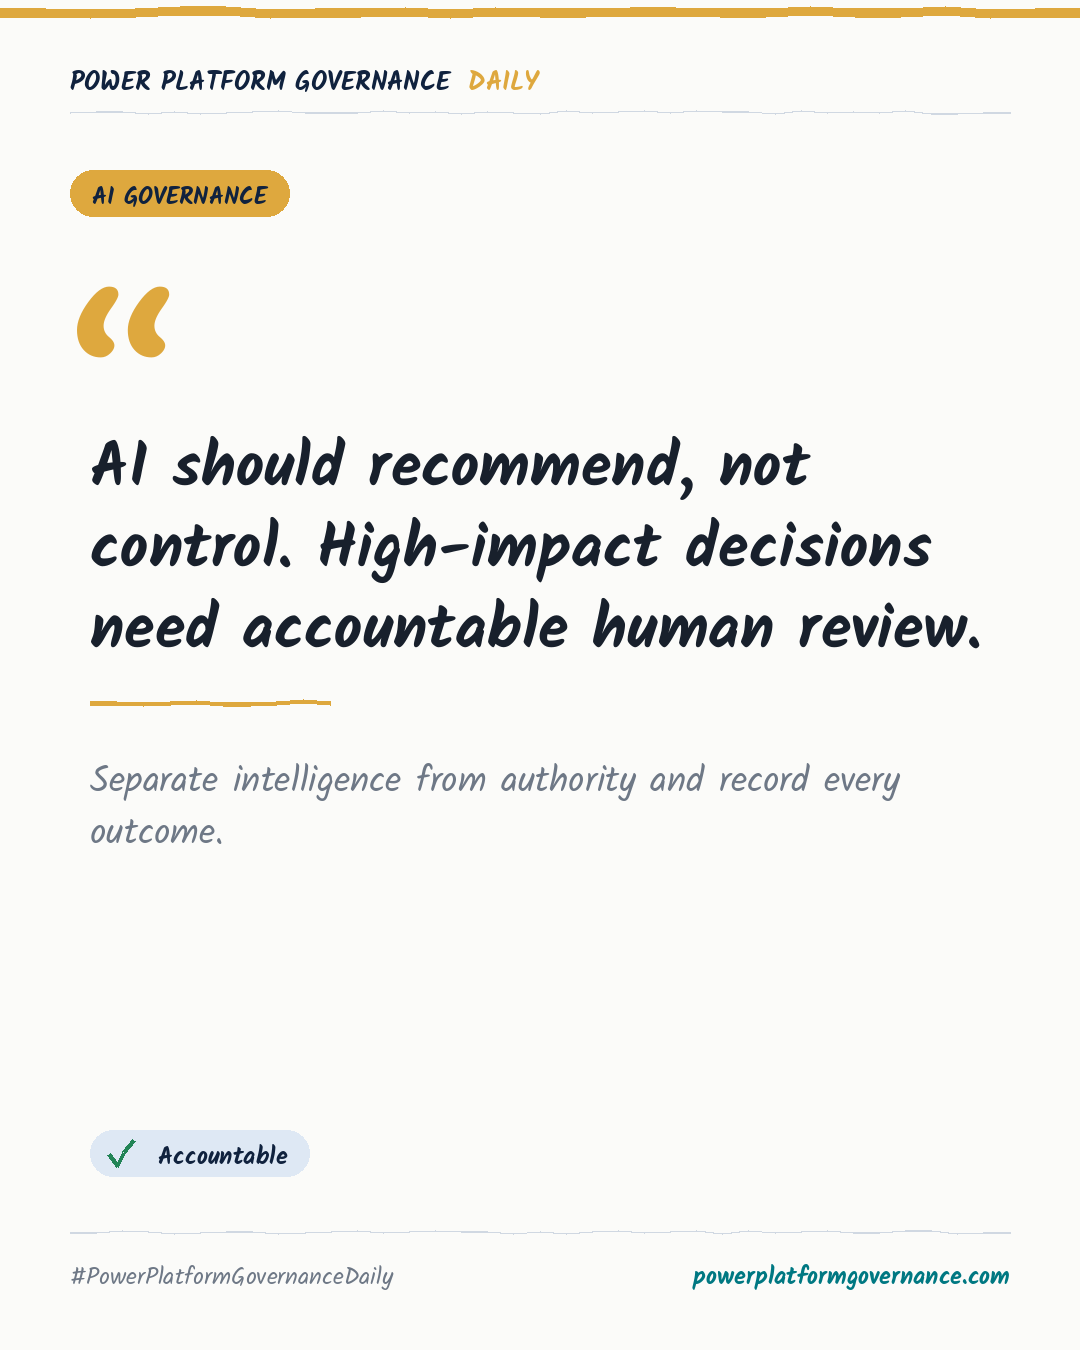 POWER PLATFORM GOVERNANCE DAILY
AI GOVERNANCE
“
AI should recommend, not
control. High-impact decisions
need accountable human review.
Separate intelligence from authority and record every
outcome.
✓ Accountable
#PowerPlatformGovernanceDaily
powerplatformgovernance.com